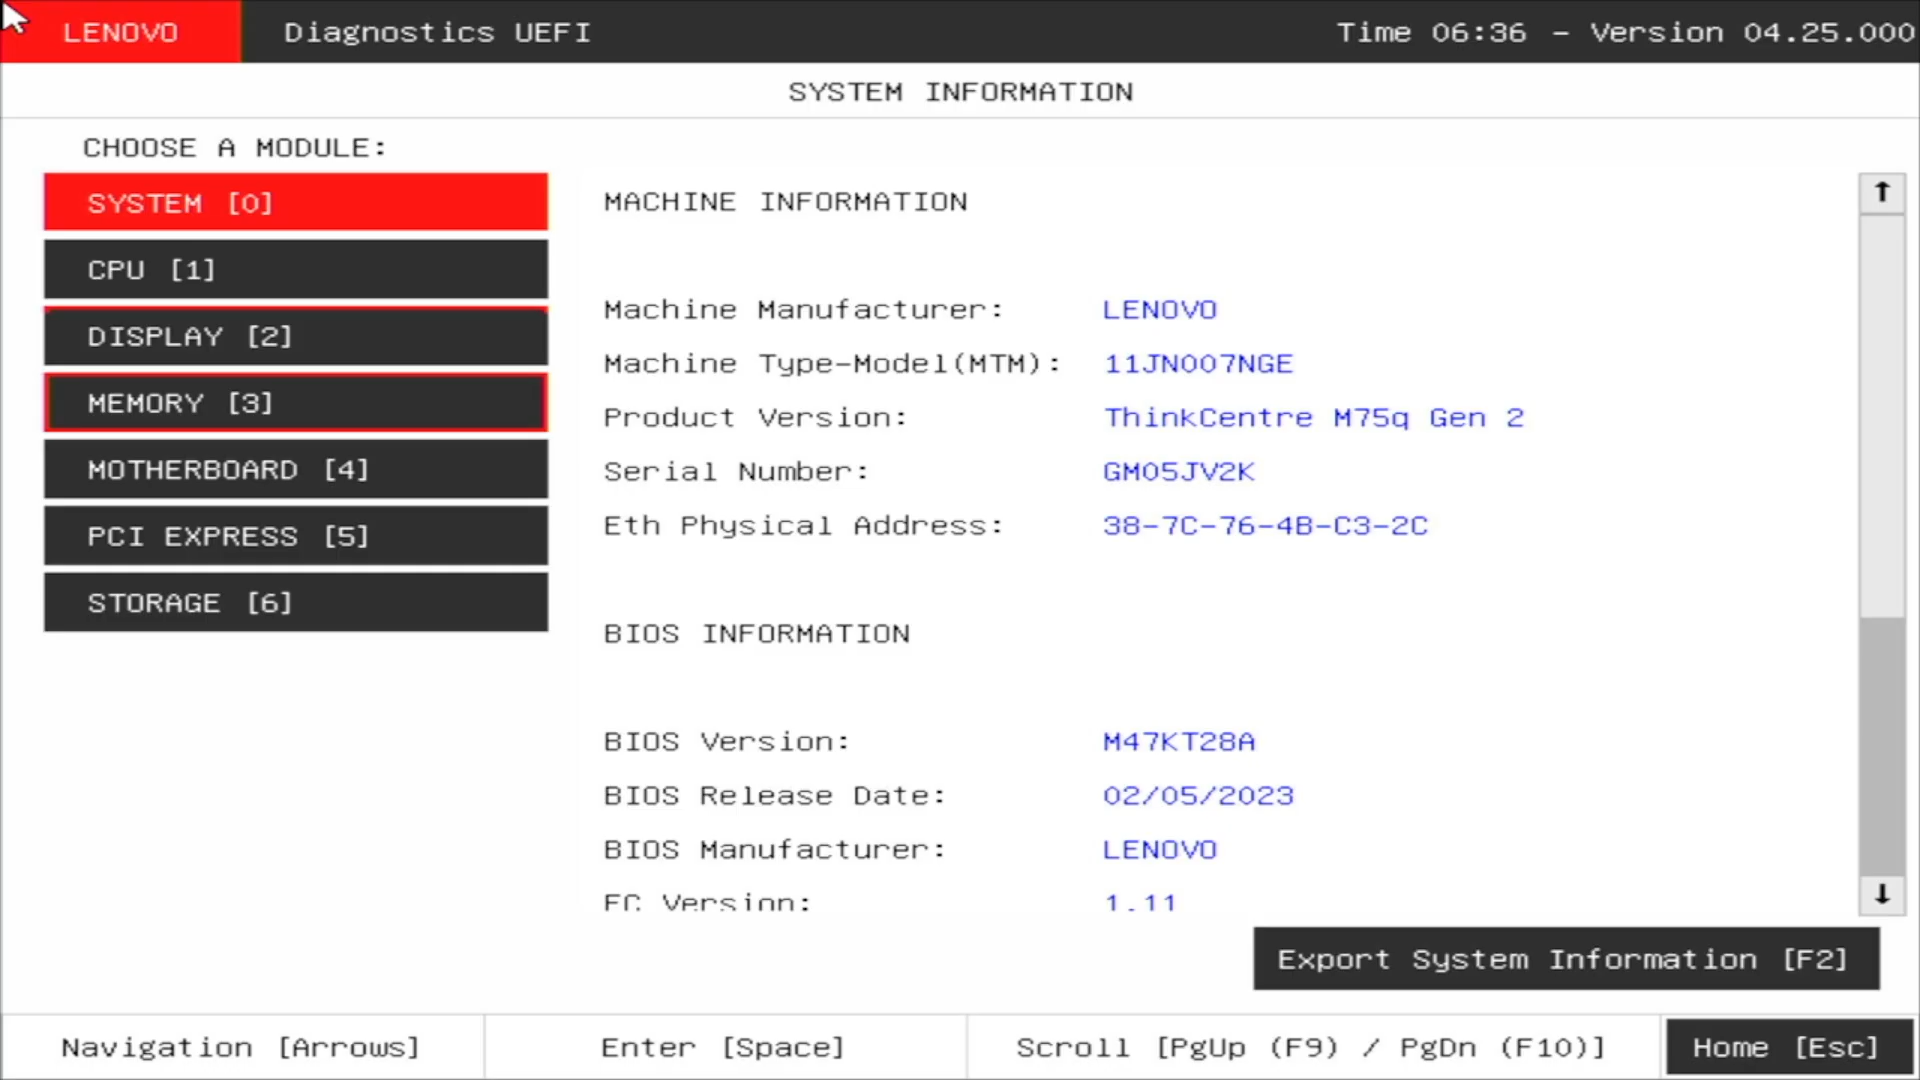 LENOVO Diagnostics UEFI Time 06:36 - Version 04.25.000
SYSTEM INFORMATION
CHOOSE A MODULE:
SYSTEM [0]
CPU [1]
DISPLAY [2]
MEMORY [3]
MOTHERBOARD [4]
PCI EXPRESS [5]
STORAGE [6]
MACHINE INFORMATION
Machine Manufacturer: LENOVO
Machine Type-Model(MTM): 11JN007NGE
Product Version: ThinkCentre M75q Gen 2
Serial Number: GM05JV2K
Eth Physical Address: 38-7C-76-4B-C3-2C
BIOS INFORMATION
BIOS Version: M47KT28A
BIOS Release Date: 02/05/2023
BIOS Manufacturer: LENOVO
EC Version: 1.11
Export System Information [F2]
Navigation [Arrows] Enter [Space] Scroll [PgUp (F9) / PgDn (F10)] Home [Esc]